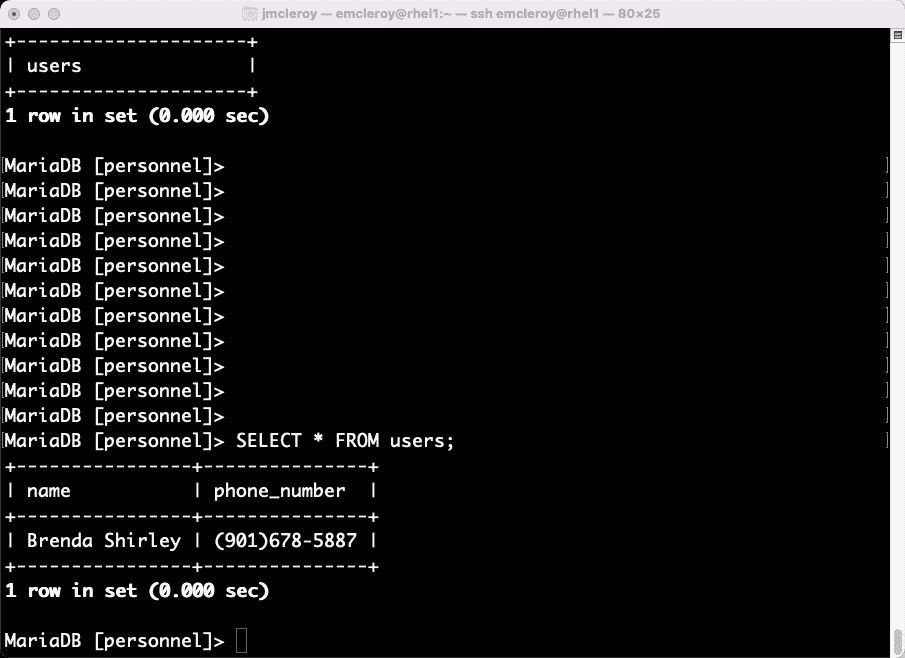 jmcleroy — emcleroy@rhel1:~ — ssh emcleroy@rhel1 — 80×25
+---------------------+
| users               |
+---------------------+
1 row in set (0.000 sec)
[MariaDB [personnel]> ]
[MariaDB [personnel]> ]
[MariaDB [personnel]> ]
[MariaDB [personnel]> ]
[MariaDB [personnel]> ]
[MariaDB [personnel]> ]
[MariaDB [personnel]> ]
[MariaDB [personnel]> ]
[MariaDB [personnel]> ]
[MariaDB [personnel]> ]
[MariaDB [personnel]> ]
[MariaDB [personnel]> SELECT * FROM users; ]
+----------------+---------------+
| name           | phone_number  |
+----------------+---------------+
| Brenda Shirley | (901)678-5887 |
+----------------+---------------+
1 row in set (0.000 sec)
MariaDB [personnel]>